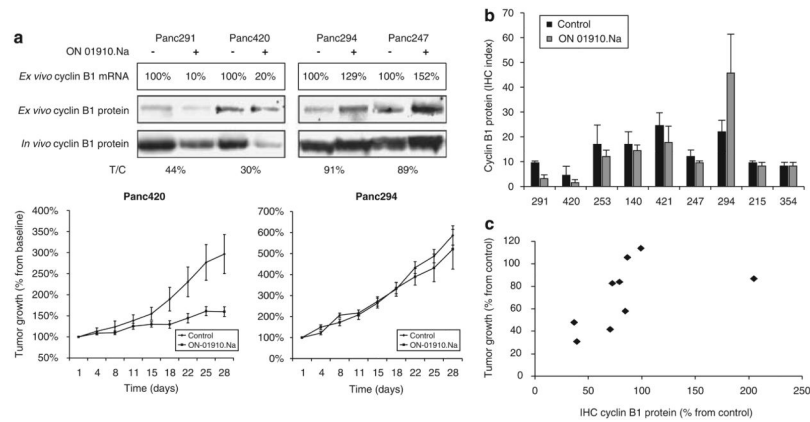 a
Panc291 Panc420 Panc294 Panc247
ON 01910.Na - + - + - + - +
Ex vivo cyclin B1 mRNA 100% 10% 100% 20% 100% 129% 100% 152%
Ex vivo cyclin B1 protein
In vivo cyclin B1 protein
T/C 44% 30% 91% 89%
Panc420
Tumor growth (% from baseline)
400%
350%
300%
250%
200%
150%
100%
50%
Control
ON-01910.Na
1 4 8 11 15 18 22 25 28
Time (days)
Panc294
700%
600%
500%
400%
300%
200%
100%
0%
Control
ON-01910.Na
1 4 8 11 15 18 22 25 28
Time (days)
b
Cyclin B1 protein (IHC index)
70
60
50
40
30
20
10
0
Control
ON 01910.Na
291 420 253 140 421 247 294 215 354
c
Tumor growth (% from control)
120
100
80
60
40
20
0
0 50 100 150 200 250
IHC cyclin B1 protein (% from control)